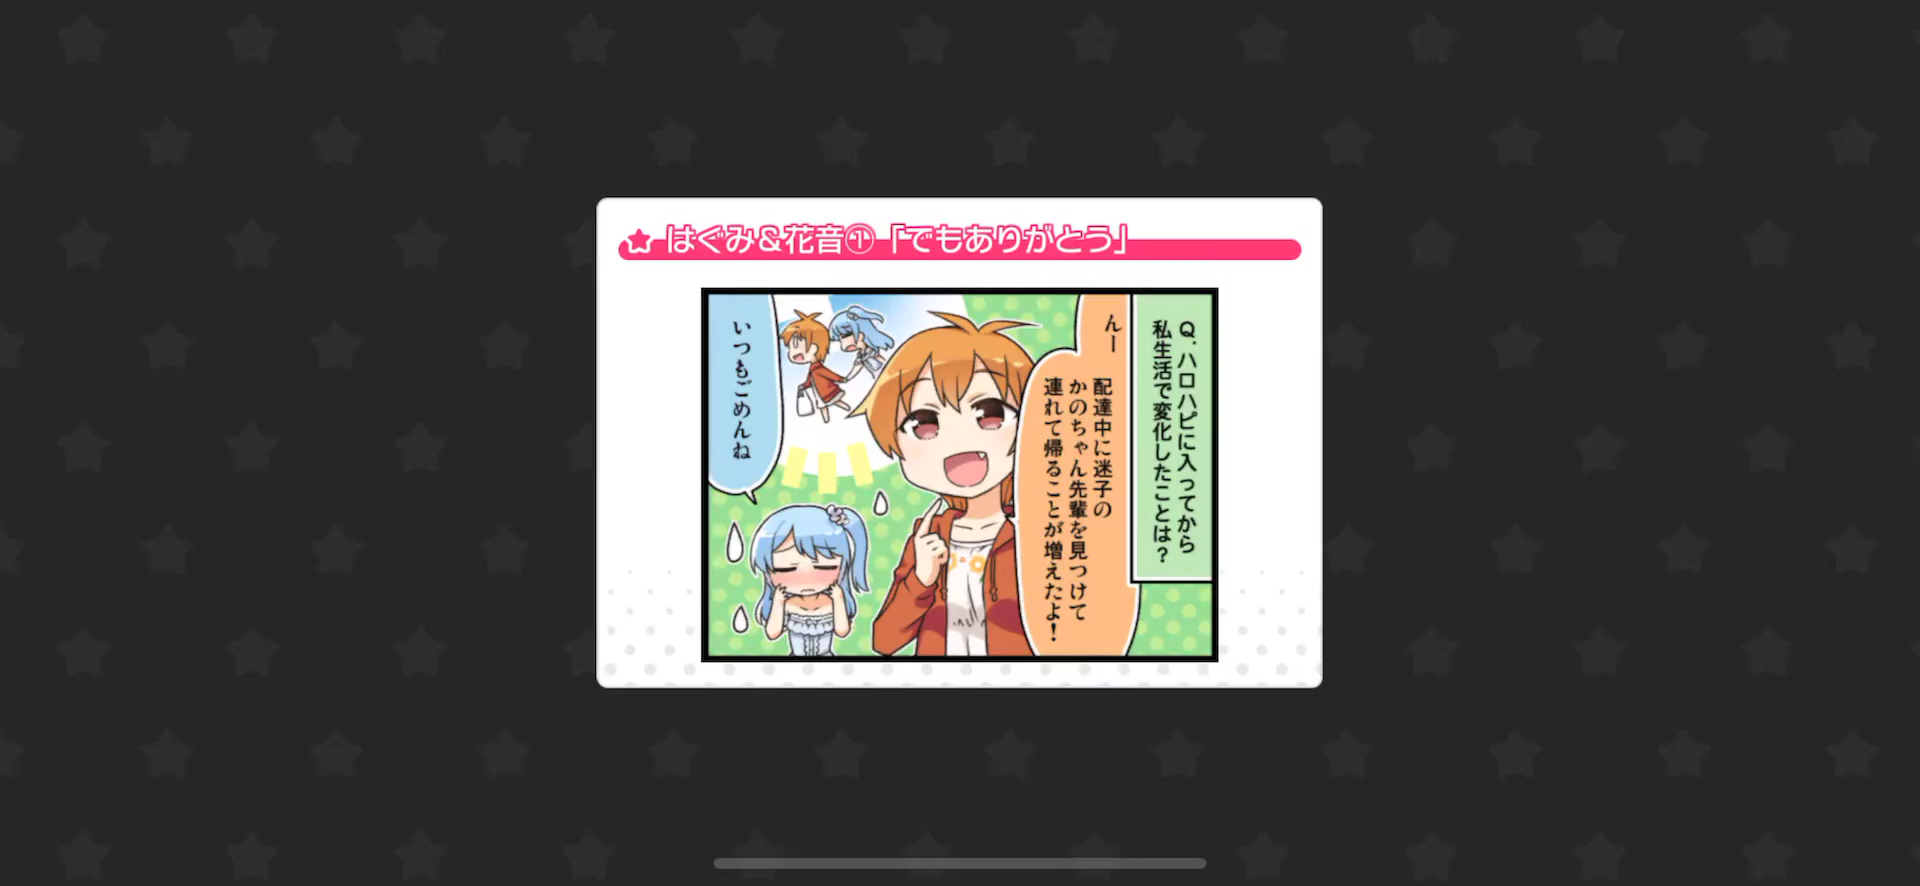 はぐみ&花音①「でもありがとう」
Q.ハロハピに入ってから
私生活で変化したことは?
んー
配達中に迷子の
かのちゃん先輩を見つけて
連れて帰ることが増えたよ!
いつもごめんね